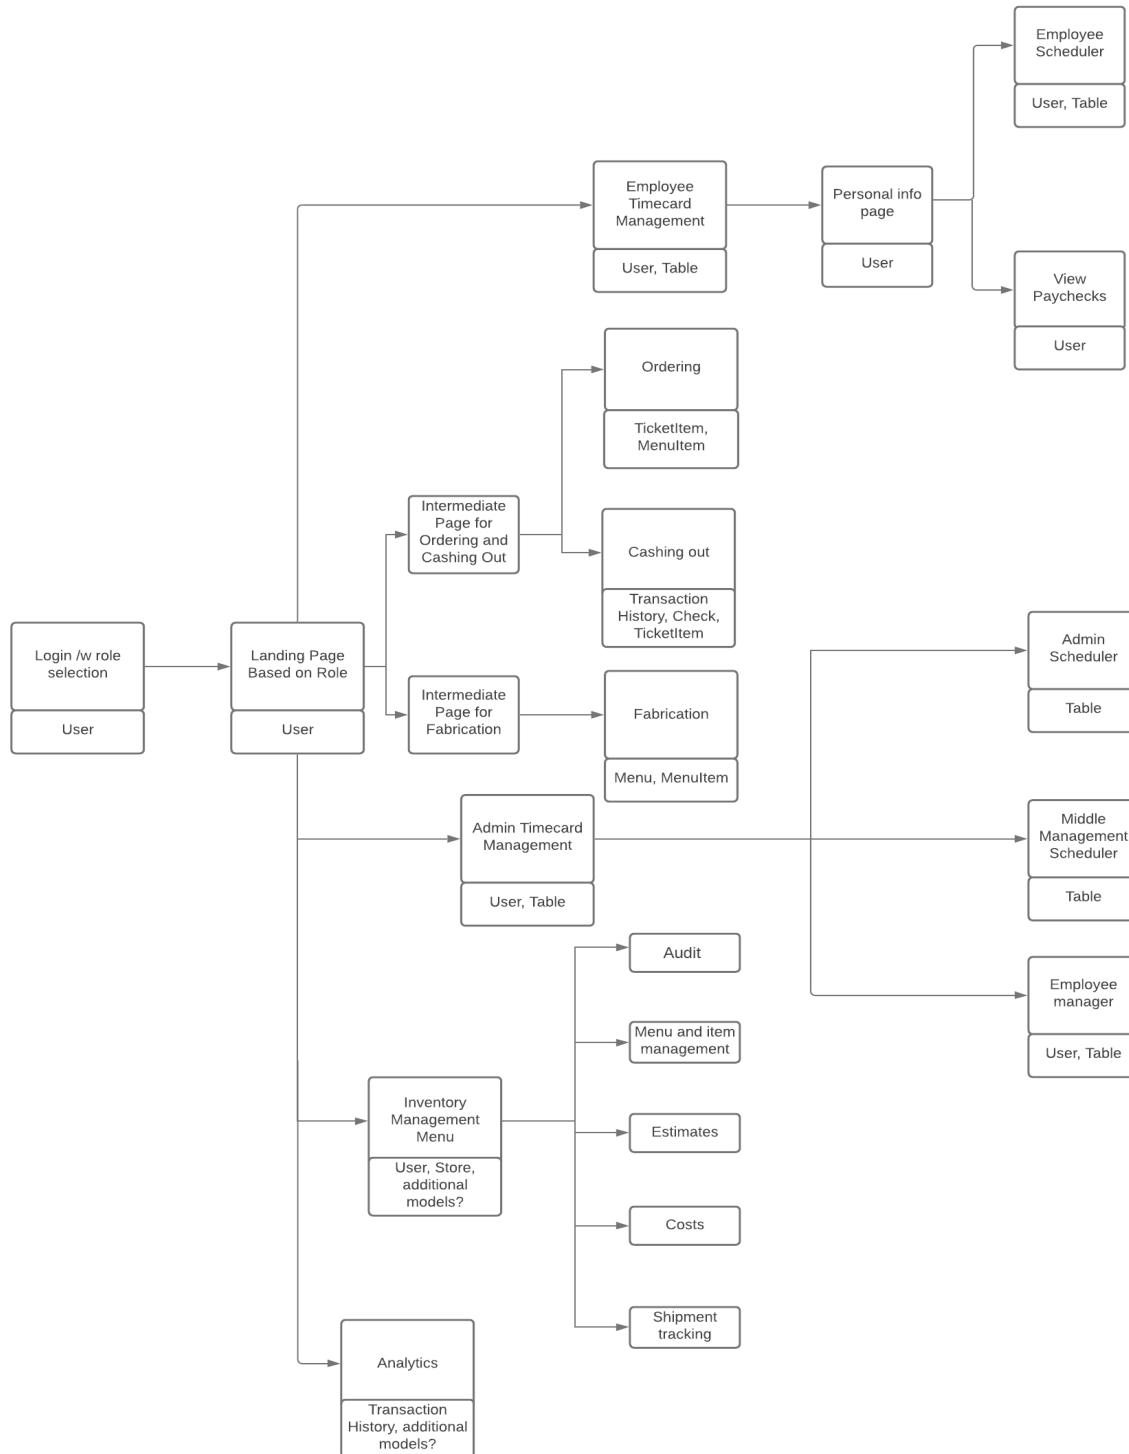 Employee
Scheduler
User, Table
Employee
Timecard
Management
User, Table
Personal info
page
User
View
Paychecks
User
Ordering
TicketItem,
MenuItem
Intermediate
Page for
Ordering and
Cashing Out
Cashing out
Transaction
History, Check,
TicketItem
Login /w role
selection
User
Landing Page
Based on Role
User
Intermediate
Page for
Fabrication
Fabrication
Menu, MenuItem
Admin
Scheduler
Table
Admin Timecard
Management
User, Table
Middle
Management
Scheduler
Table
Employee
manager
User, Table
Audit
Menu and item
management
Inventory
Management
Menu
User, Store,
additional
models?
Estimates
Costs
Shipment
tracking
Analytics
Transaction
History, additional
models?